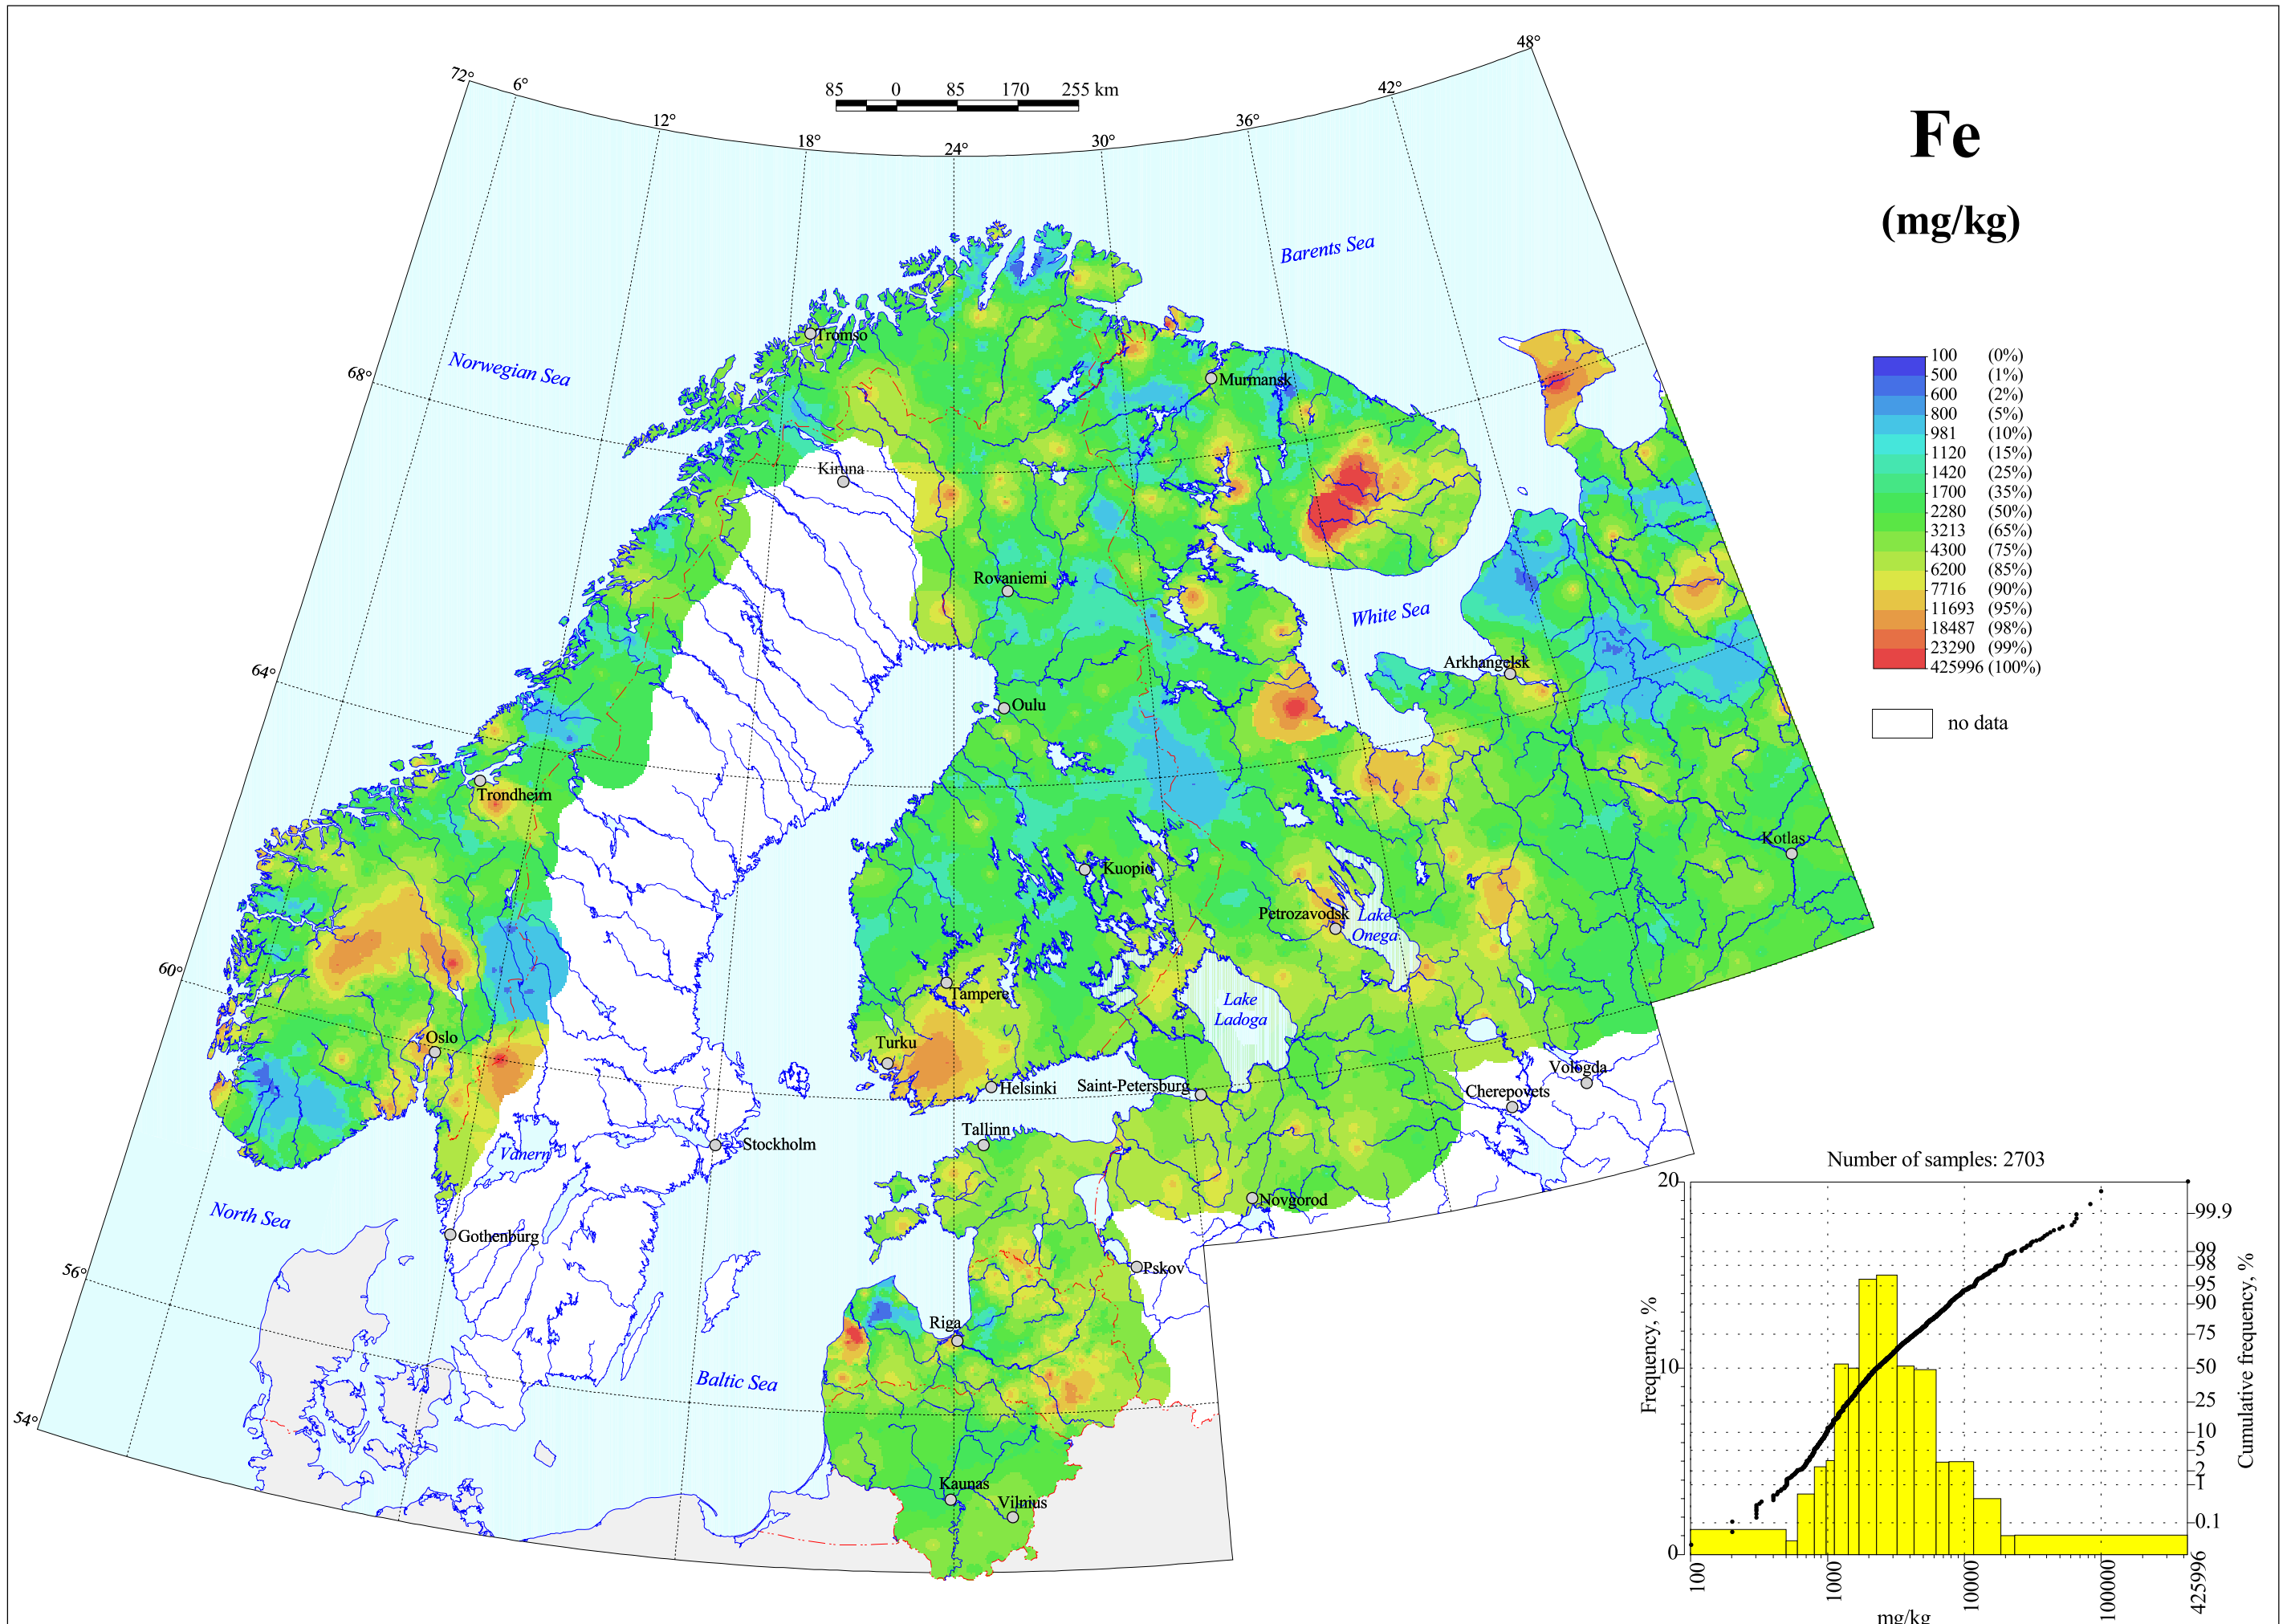 48°
72°
6°
42°
85 0 85 170 255 km
12°
36°
18°
30°
24°
Fe
(mg/kg)
Barents Sea
Tromso
Norwegian Sea
68°
Murmansk
100 (0%)
500 (1%)
600 (2%)
800 (5%)
981 (10%)
1120 (15%)
1420 (25%)
1700 (35%)
2280 (50%)
3213 (65%)
4300 (75%)
6200 (85%)
7716 (90%)
11693 (95%)
18487 (98%)
23290 (99%)
425996 (100%)
no data
Kiruna
Rovaniemi
White Sea
Arkhangelsk
64°
Oulu
Trondheim
Kotlas
Kuopio
Petrozavodsk
Lake
Onega
60°
Tampere
Lake
Ladoga
Oslo
Turku
Helsinki
Saint-Petersburg
Vologda
Cherepovets
Tallinn
Stockholm
Vanern
Novgorod
North Sea
Gothenburg
56°
Pskov
Riga
Baltic Sea
54°
Kaunas
Vilnius
Number of samples: 2703
20
10
0
Frequency, %
99.9
99
98
95
90
75
50
25
10
5
2
1
0.1
Cumulative frequency, %
100
1000
10000
100000
425996
mg/kg